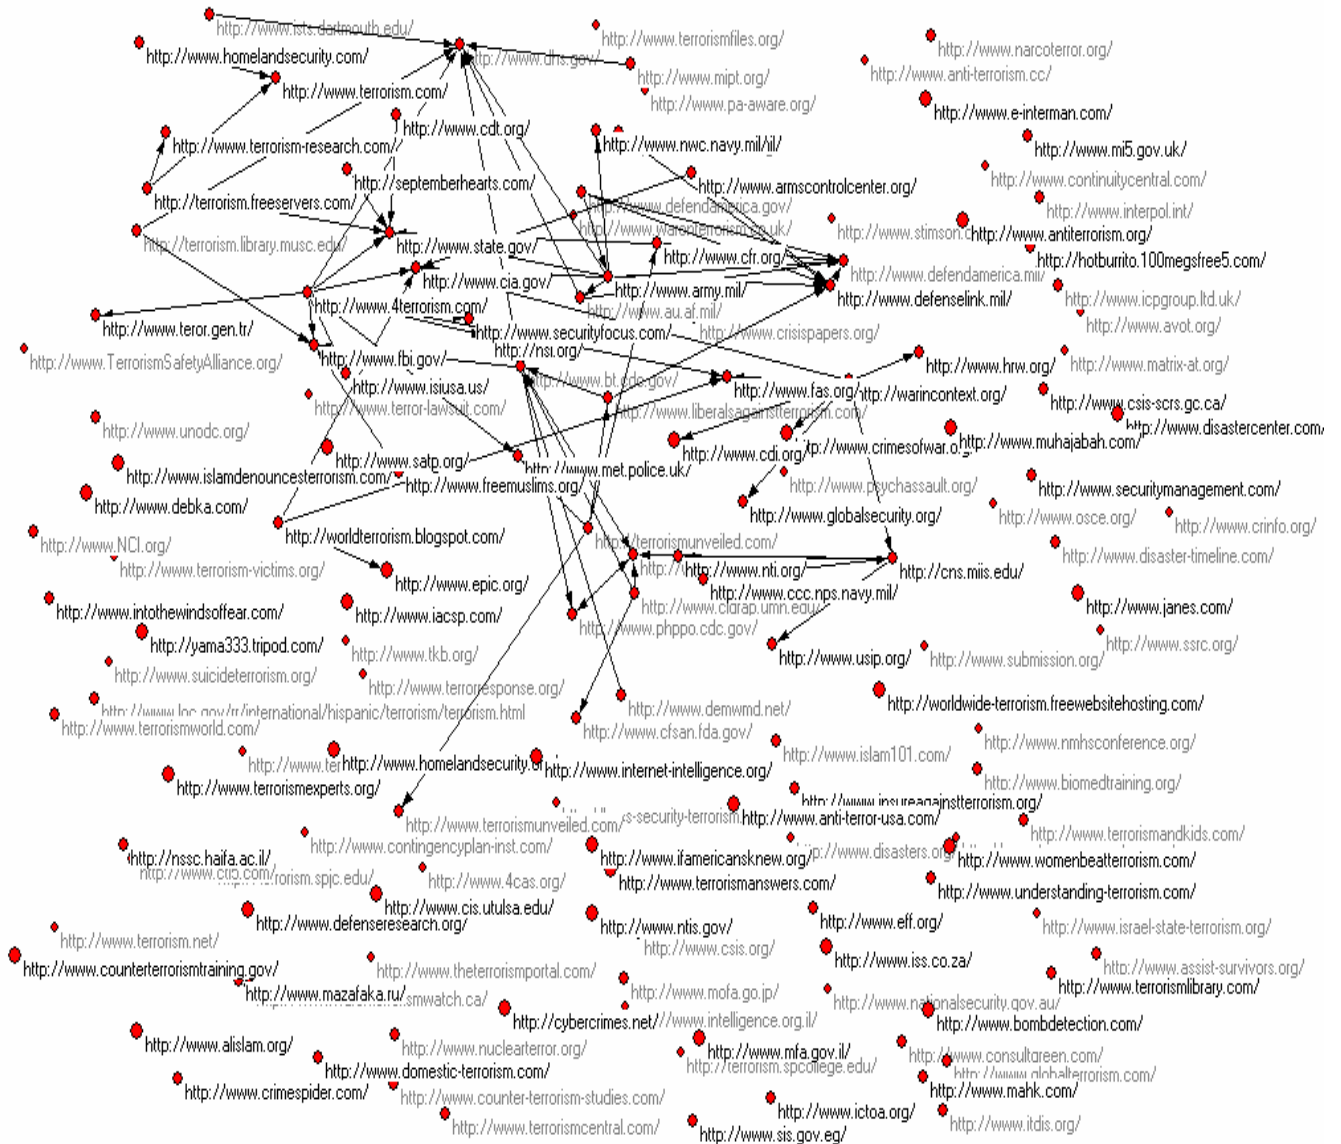 http://www.ists.dartmouth.edu/
http://www.terrorismfiles.org/
http://www.narcoterror.org/
http://www.homelandsecurity.com/
http://www.dhs.gov/
http://www.anti-terrorism.cc/
http://www.mipt.org/
http://www.terrorism.com/
http://www.pa-aware.org/
http://www.e-interman.com/
http://www.cdt.org/
http://www.terrorism-research.com/
http://www.nwc.navy.mil/
http://www.mi5.gov.uk/
http://www.continuitycentral.com/
http://septemberhearts.com/
http://www.armscontrolcenter.org/
http://terrorism.freeservers.com/
http://www.defendamerica.gov/
http://www.interpol.int/
http://www.waronterrorism.co.uk/
http://www.stimson.
http://www.antiterrorism.org/
http://terrorism.library.musc.edu/
http://www.state.gov/
http://www.cfr.org/
http://hotburrito.100megsfree5.com/
http://www.cia.gov/
http://www.army.mil/
http://www.defendamerica.mil/
http://www.defenselink.mil/
http://www.icpgroup.ltd.uk/
http://www.4terrorism.com/
http://www.au.af.mil/
http://www.avot.org/
http://www.teror.gen.tr/
http://www.securityfocus.com/
http://www.crisispapers.org/
http://www.TerrorismSafetyAlliance.org/
http://www.fbi.gov/
http://nsi.org/
http://www.matrix-at.org/
http://www.hrw.org/
http://www.isiusa.us/
http://www.bt.cdc.gov/
http://www.fas.org/
http://warincontext.org/
http://www.csis-scrs.gc.ca/
http://www.terror-lawsuit.com/
http://www.liberalsagainstterrorism.com/
http://www.disastercenter.com/
http://www.unodc.org/
http://www.muhajabah.com/
http://www.satp.org/
http://www.cdi.org/
http://www.met.police.uk/
http://www.islamdenouncesterrorism.com/
http://www.freemuslims.org/
http://www.psychassault.org/
http://www.securitymanagement.com/
http://www.debka.com/
http://www.globalsecurity.org/
http://www.osce.org/
http://www.crinfo.org/
http://worldterrorism.blogspot.com/
http://terrorismunveiled.com/
http://www.NCI.org/
http://www.disaster-timeline.com/
http://www.terrorism-victims.org/
http://www.nti.org/
http://cns.miis.edu/
http://www.epic.org/
http://www.ccc.nps.navy.mil/
http://www.intothewindsoffear.com/
http://www.iacsp.com/
http://www.cidrap.umn.edu/
http://www.janes.com/
http://www.phppo.cdc.gov/
http://yama333.tripod.com/
http://www.tkb.org/
http://www.usip.org/
http://www.submission.org/
http://www.ssrc.org/
http://www.suicideterrorism.org/
http://www.terrorresponse.org/
http://www.loc.gov/rr/international/hispanic/terrorism/terrorism.html
http://www.demwmd.net/
http://worldwide-terrorism.freewebsitehosting.com/
http://www.terrorismworld.com/
http://www.cfsan.fda.gov/
http://www.nmhsconference.org/
http://www.homelandsecurity.
http://www.internet-intelligence.org/
http://www.islam101.com/
http://www.terrorismexperts.org/
http://www.biomedtraining.org/
http://www.insureagainstterrorism.org/
http://www.terrorismunveiled.com/
http://www.anti-terror-usa.com/
http://www.terrorismandkids.com/
http://www.contingencyplan-inst.com/
http://www.disasters.org/
http://nssc.haifa.ac.il/
http://www.ifamericansknew.org/
http://www.womenbeatterrorism.com/
http://www.4cas.org/
http://www.terrorismanswers.com/
http://www.understanding-terrorism.com/
http://www.cis.utulsa.edu/
http://www.defenseresearch.org/
http://www.ntis.gov/
http://www.eff.org/
http://www.israel-state-terrorism.org/
http://www.terrorism.net/
http://www.csis.org/
http://www.iss.co.za/
http://www.counterterrorismtraining.gov/
http://www.theterrorismportal.com/
http://www.assist-survivors.org/
http://www.mazafaka.ru/
http://www.mofa.go.jp/
http://www.terrorismlibrary.com/
http://www.nationalsecurity.gov.au/
http://cybercrimes.net/
http://www.bombdetection.com/
http://www.alislam.org/
http://www.nuclearterror.org/
http://www.mfa.gov.il/
http://www.consultgreen.com/
http://www.domestic-terrorism.com/
http://terrorism.spcollege.edu/
http://www.globalterrorism.com/
http://www.crimespider.com/
http://www.counter-terrorism-studies.com/
http://www.mahk.com/
http://www.ictoa.org/
http://www.terrorismcentral.com/
http://www.sis.gov.eg/
http://www.itdis.org/